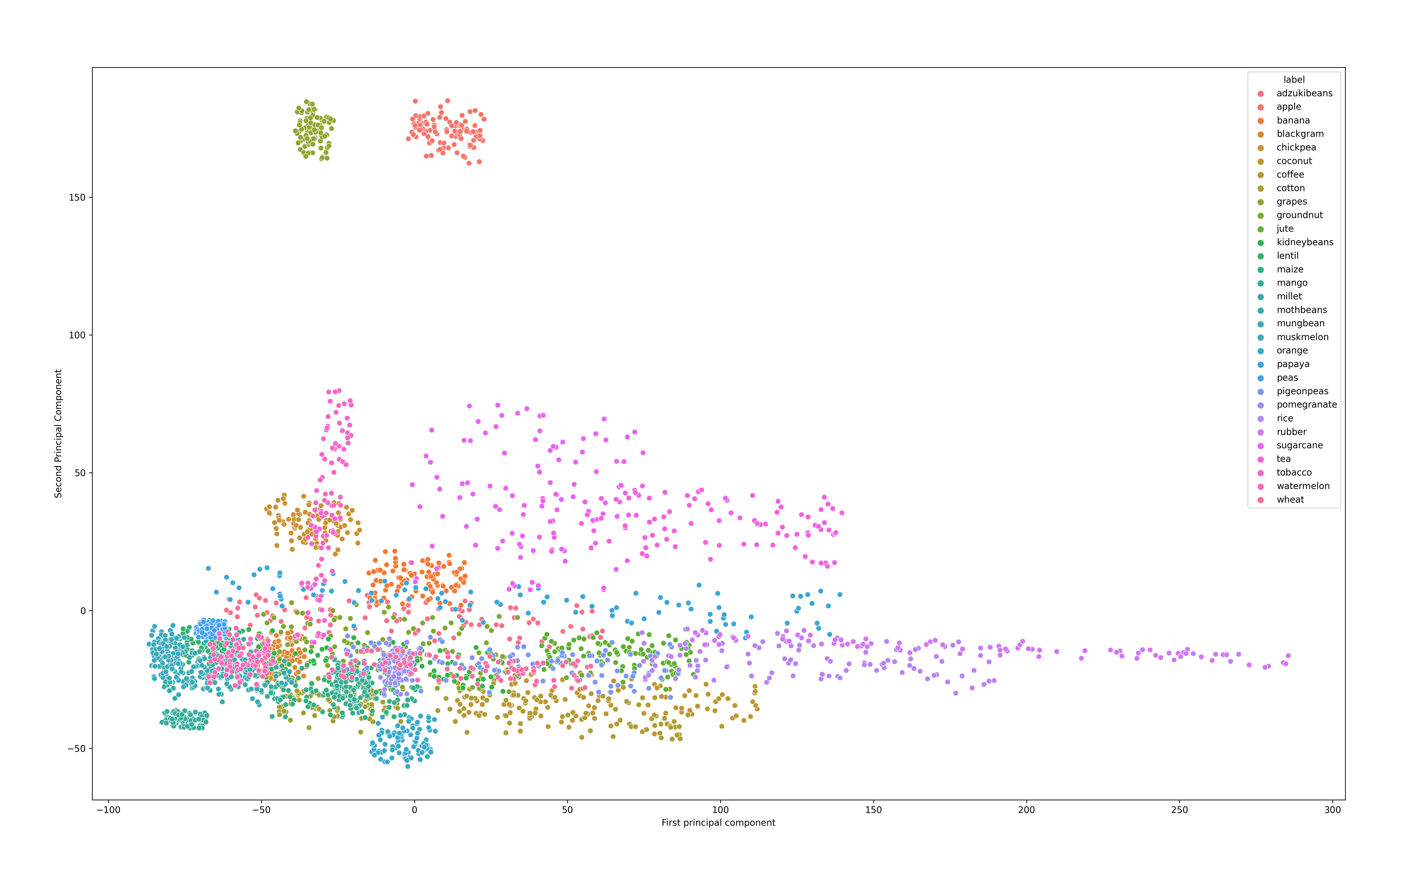 label
adzukibeans
apple
banana
blackgram
chickpea
coconut
coffee
cotton
grapes
groundnut
jute
kidneybeans
lentil
maize
mango
millet
mothbeans
mungbean
muskmelon
orange
papaya
peas
pigeonpeas
pomegranate
rice
rubber
sugarcane
tea
tobacco
watermelon
wheat
150
100
50
0
−50
Second Principal Component
−100 −50 0 50 100 150 200 250 300
First principal component